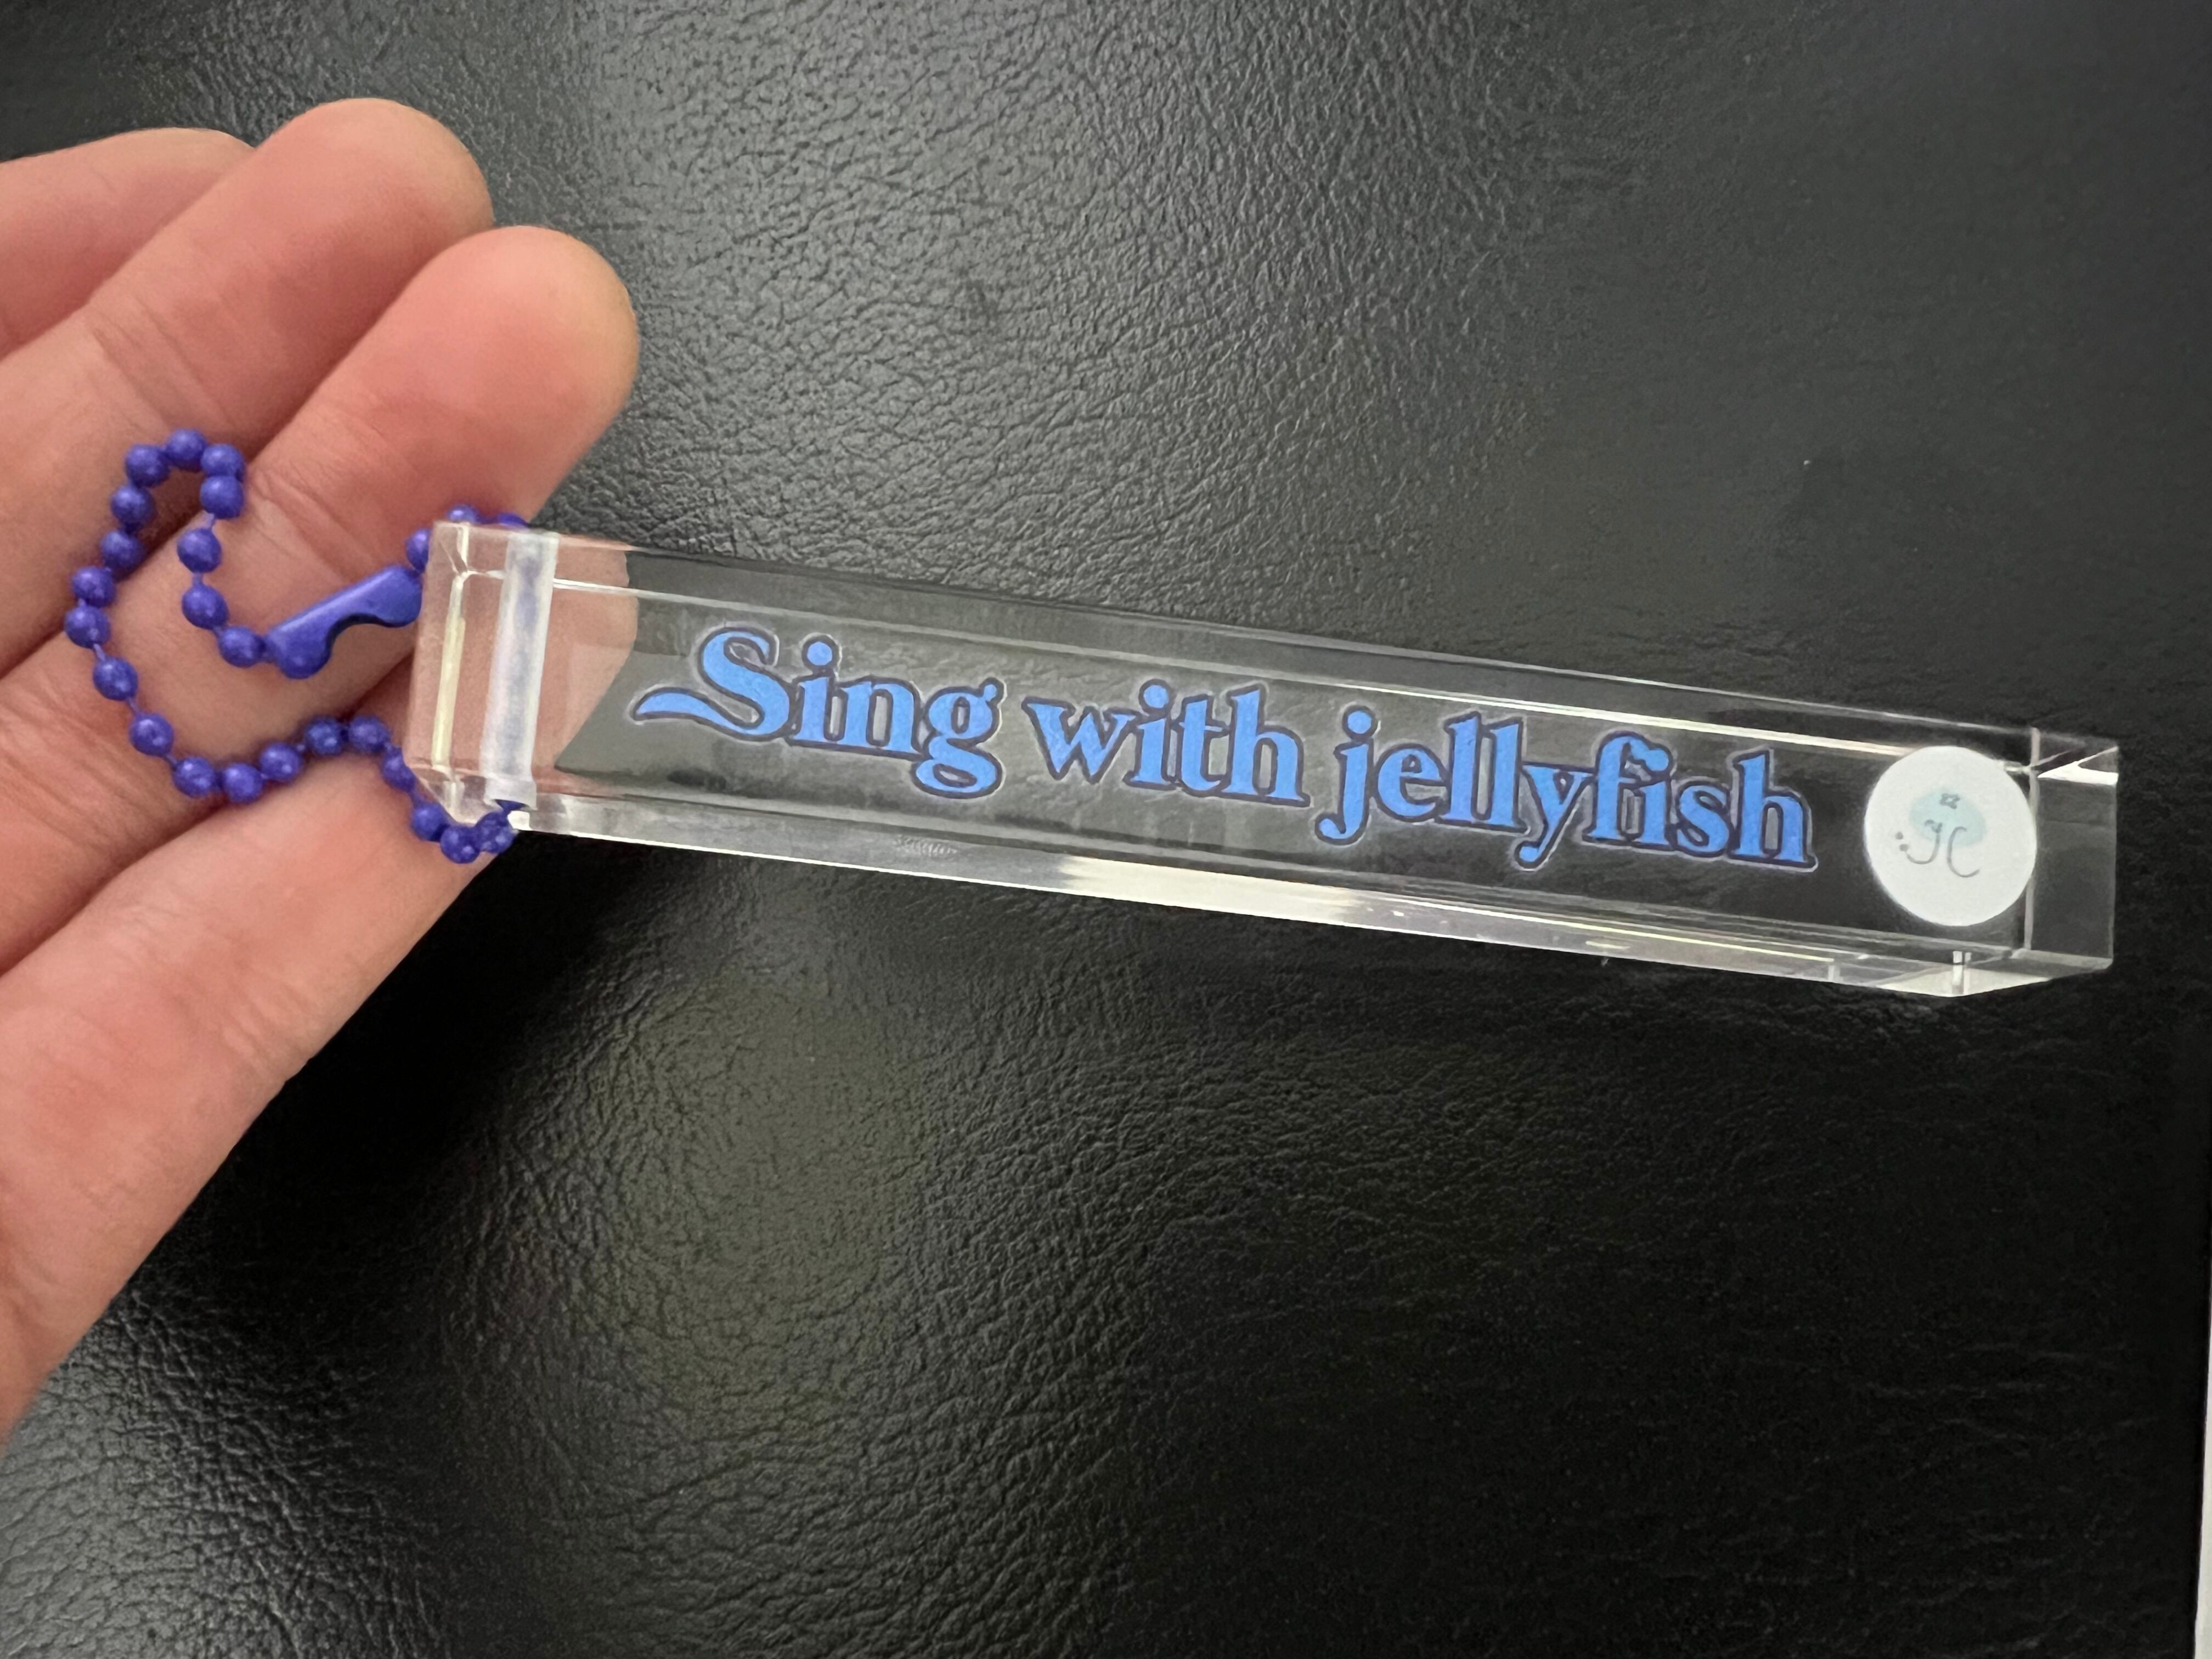 Sing with jellyfish